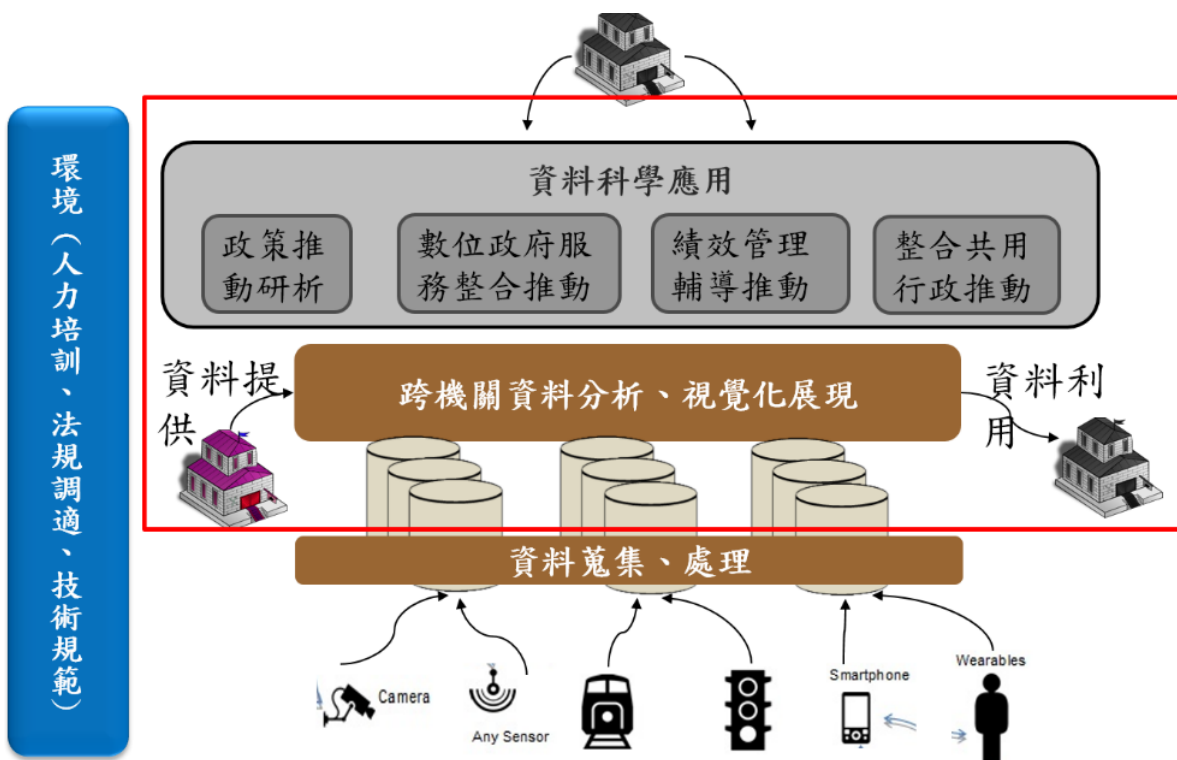 環境（人力培訓、法規調適、技術規範）
資料科學應用
政策推
動研析
數位政府服
務整合推動
績效管理
輔導推動
整合共用
行政推動
資料提
供
跨機關資料分析、視覺化展現
資料利
用
資料蒐集、處理
Camera
Any Sensor
Smartphone
Wearables